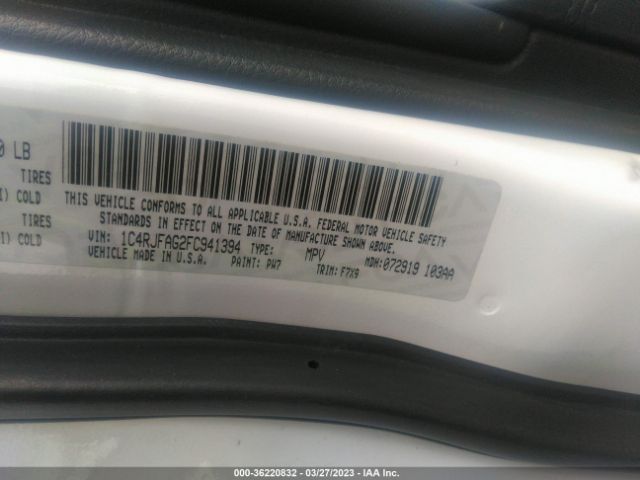 0 LB
TIRES
I) COLD
TIRES
I) COLD
THIS VEHICLE CONFORMS TO ALL APPLICABLE U.S.A. FEDERAL MOTOR VEHICLE SAFETY
STANDARDS IN EFFECT ON THE DATE OF MANUFACTURE SHOWN ABOVE.
VIN: 1C4RJFAG2FC941394 TYPE: MPV MDH: 072919 103AA
VEHICLE MADE IN U.S.A. PAINT: PW7 TRIM: F7X9
000-36220832 - 03/27/2023 - IAA Inc.